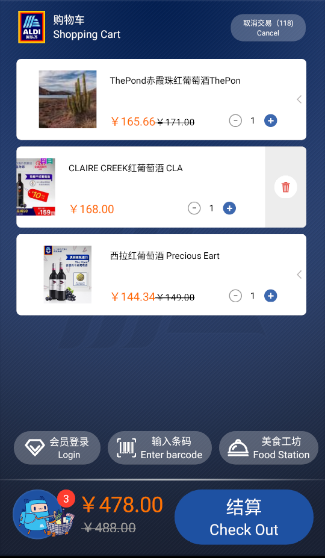 ALDI
购物车
Shopping Cart
取消交易（118）
Cancel
ThePond赤霞珠红葡萄酒ThePon
￥165.66 ￥171.00
1
CLAIRE CREEK红葡萄酒 CLA
￥168.00
1
西拉红葡萄酒 Precious Eart
￥144.34 ￥149.00
1
会员登录
Login
输入条码
Enter barcode
美食工坊
Food Station
3
￥478.00
￥488.00
结算
Check Out